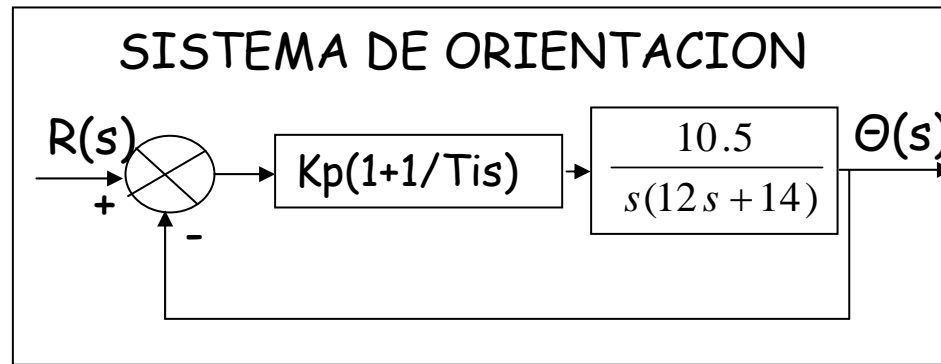 SISTEMA DE ORIENTACION
R(s)
+
-
Kp(1+1/Tis)
10.5
s(12s+14)
Θ(s)